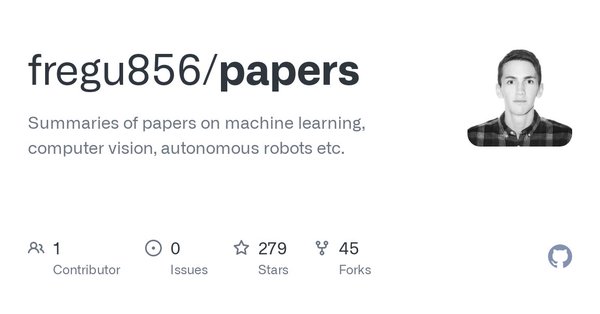 fregu856/papers
Summaries of papers on machine learning,
computer vision, autonomous robots etc.
1
Contributor
0
Issues
279
Stars
45
Forks